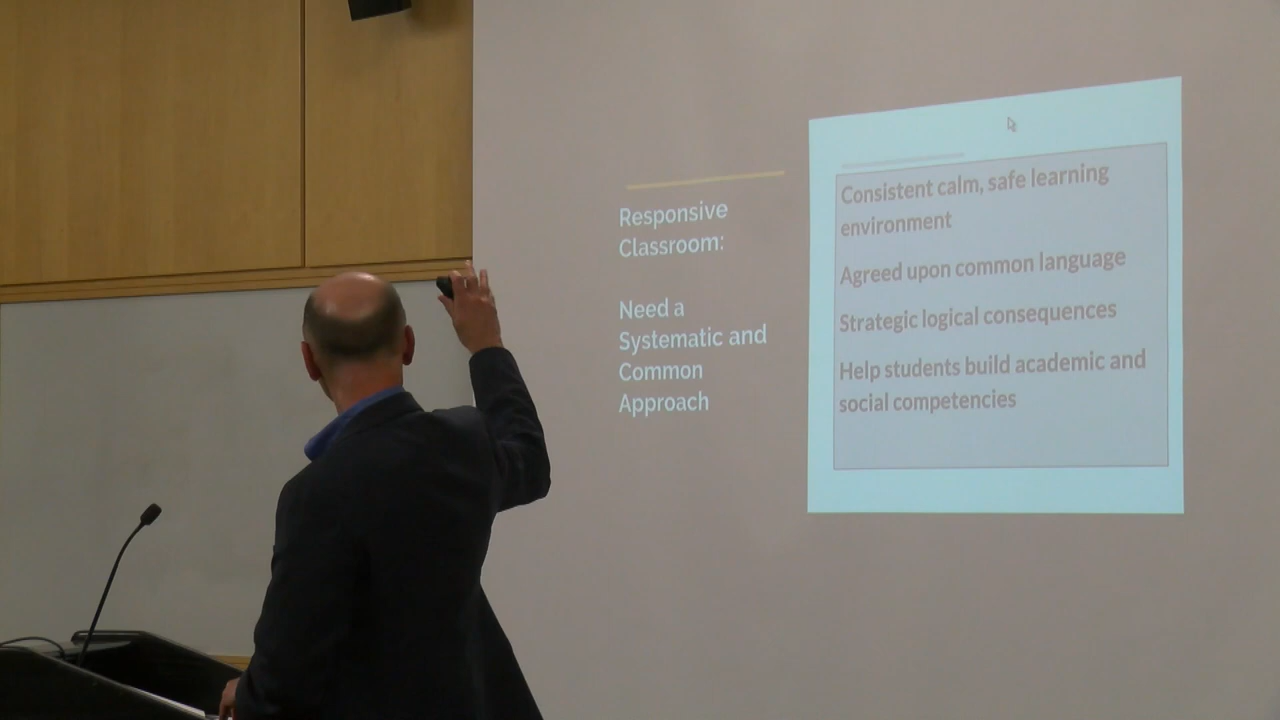 Responsive
Classroom:
Need a
Systematic and
Common
Approach
Consistent calm, safe learning
environment
Agreed upon common language
Strategic logical consequences
Help students build academic and
social competencies